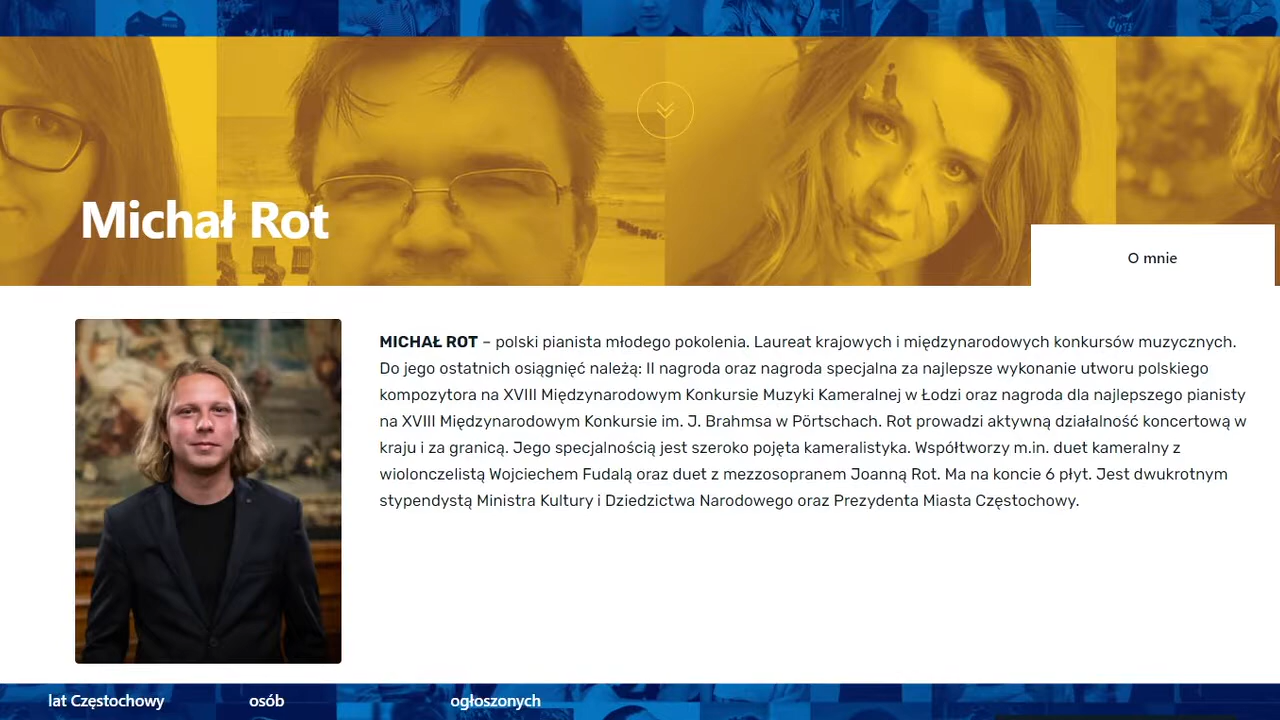 Michał Rot
O mnie
MICHAŁ ROT – polski pianista młodego pokolenia. Laureat krajowych i międzynarodowych konkursów muzycznych.
Do jego ostatnich osiągnięć należą: II nagroda oraz nagroda specjalna za najlepsze wykonanie utworu polskiego
kompozytora na XVIII Międzynarodowym Konkursie Muzyki Kameralnej w Łodzi oraz nagroda dla najlepszego pianisty
na XVIII Międzynarodowym Konkursie im. J. Brahmsa w Pörtschach. Rot prowadzi aktywną działalność koncertową w
kraju i za granicą. Jego specjalnością jest szeroko pojęta kameralistyka. Współtworzy m.in. duet kameralny z
wiolonczelistą Wojciechem Fudalą oraz duet z mezzosopranem Joanną Rot. Ma na koncie 6 płyt. Jest dwukrotnym
stypendystą Ministra Kultury i Dziedzictwa Narodowego oraz Prezydenta Miasta Częstochowy.
lat Częstochowy osób ogłoszonych